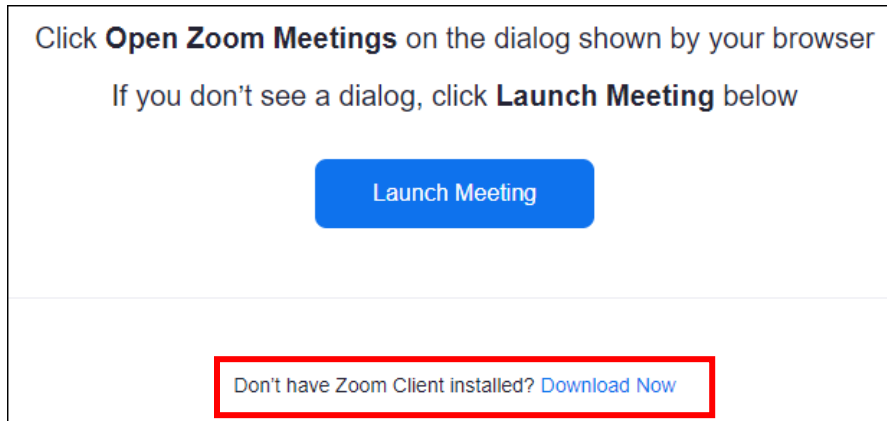 Click Open Zoom Meetings on the dialog shown by your browser
If you don’t see a dialog, click Launch Meeting below
Launch Meeting
Don’t have Zoom Client installed? Download Now